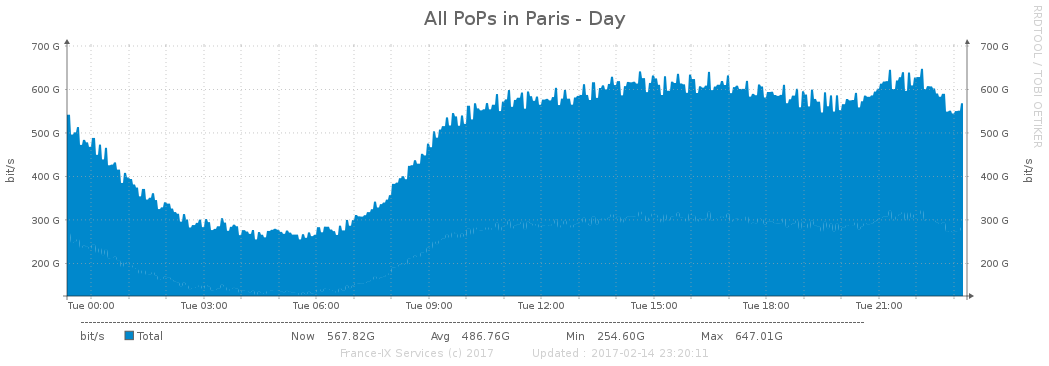 All PoPs in Paris - Day
RRDTOOL / TOBI OETIKER
700 G 700 G
600 G 600 G
500 G 500 G
400 G 400 G
300 G 300 G
200 G 200 G
bit/s bit/s
Tue 00:00 Tue 03:00 Tue 06:00 Tue 09:00 Tue 12:00 Tue 15:00 Tue 18:00 Tue 21:00
bit/s Total Now 567.82G Avg 486.76G Min 254.60G Max 647.01G
France-IX Services (c) 2017 Updated : 2017-02-14 23:20:11